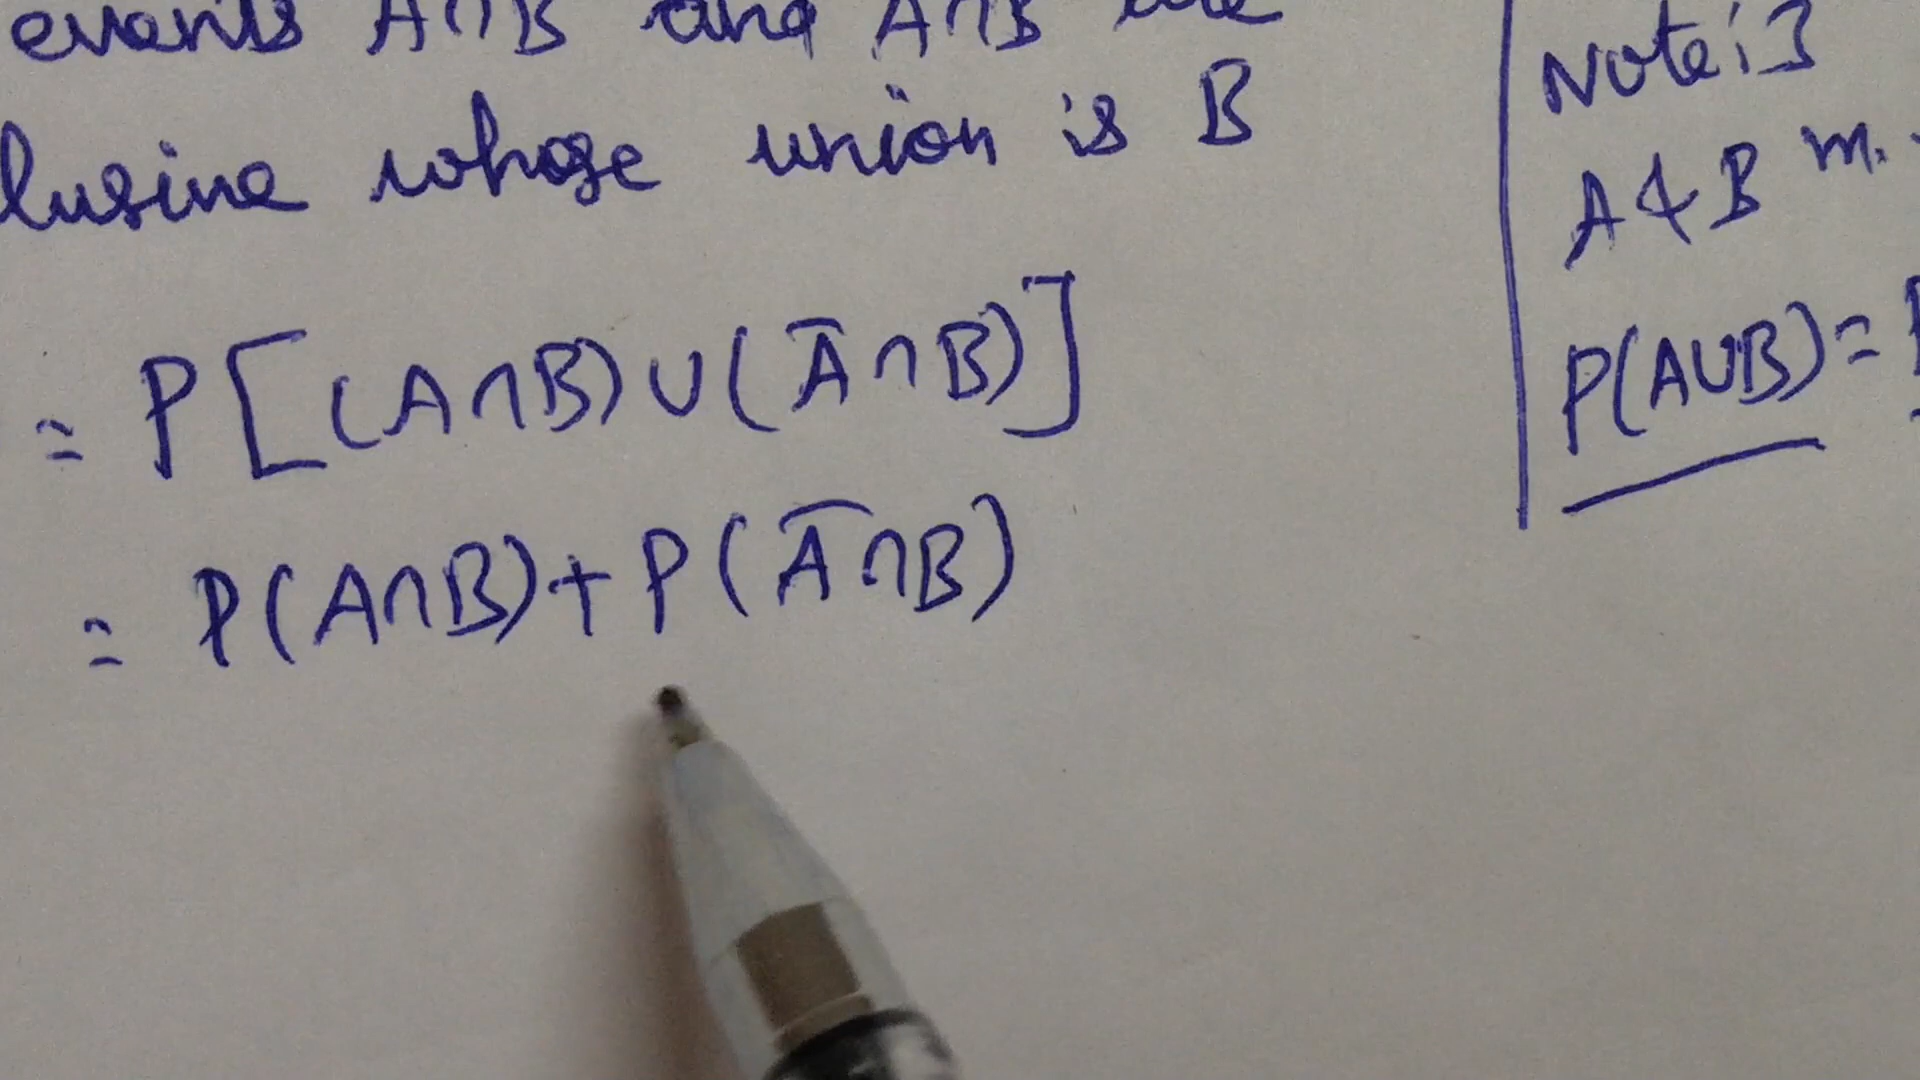 events A∩B and A∩B are
lusive whose union is B
= P[(A∩B)∪(A̅∩B)]
= P(A∩B)+P(A̅∩B)
Note: 3
A & B m.
P(A∪B)=